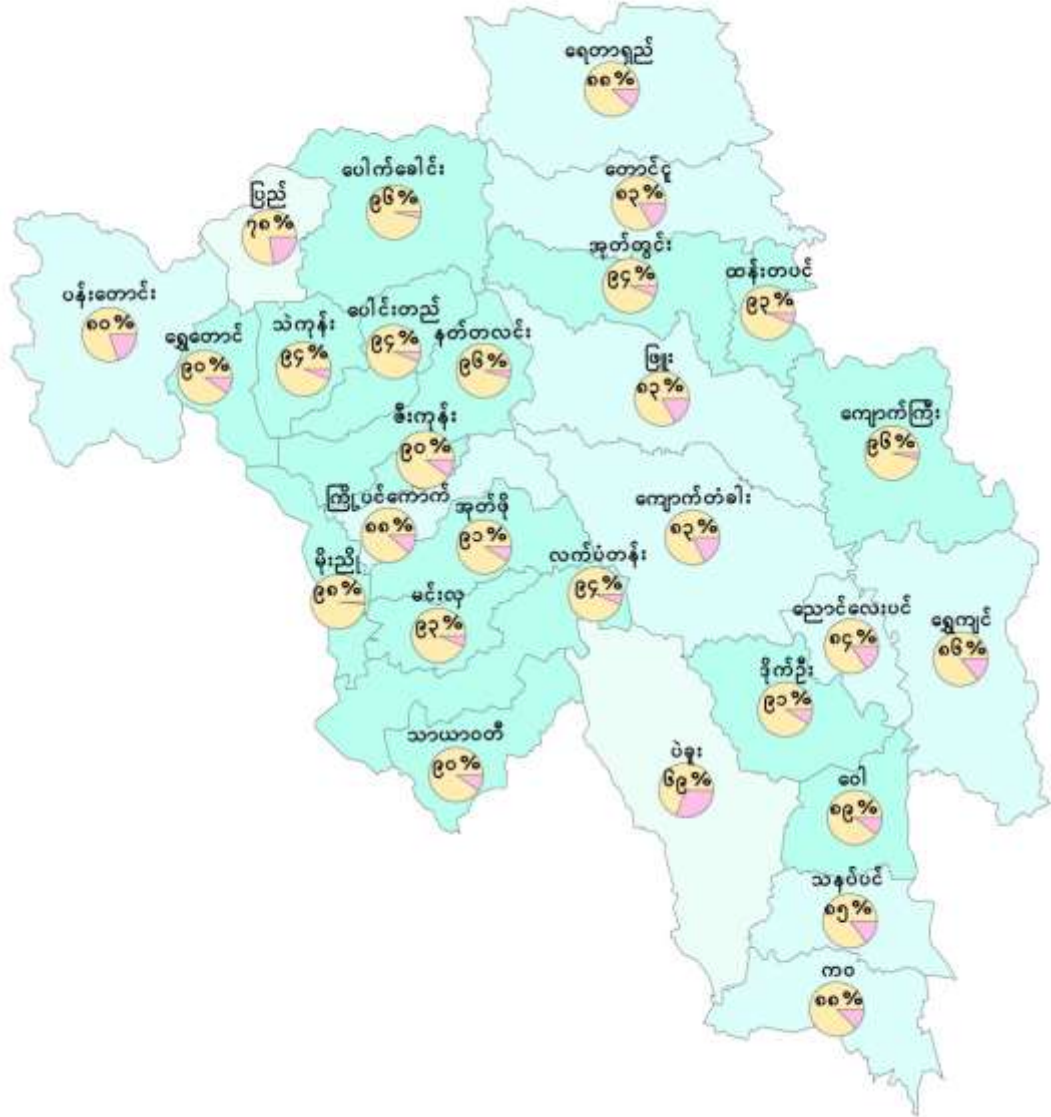 ရေတာရှည်
၈၈%
တောင်ငူ
၈၃%
ပေါက်ခေါင်း
၉၆%
ပြည်
၇၈%
အုတ်တွင်း
၉၄%
ထန်းတပင်
၉၃%
ပန်းတောင်း
၈၀%
ရွှေတောင်
၉၀%
သဲကုန်း
၉၄%
ပေါင်းတည်
၉၄%
နတ်တလင်း
၉၆%
ဖြူး
၈၃%
ကျောက်ကြီး
၉၆%
ဇီးကုန်း
၉၀%
ကြို့ပင်ကောက်
၈၈%
အုတ်ဖို
၉၁%
ကျောက်တံခါး
၈၃%
မိုးညို
၉၈%
မင်းလှ
၉၃%
လက်ပံတန်း
၉၄%
ညောင်လေးပင်
၈၄%
ရွှေကျင်
၈၆%
ဒိုက်ဦး
၉၁%
သာယာဝတီ
၉၀%
ပဲခူး
၆၉%
ဝေါ
၈၉%
သနပ်ပင်
၈၅%
ကဝ
၈၈%